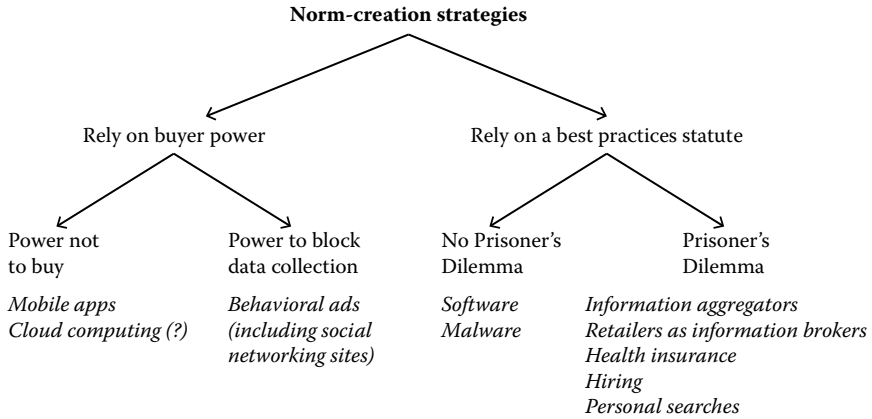 Norm-creation strategies
Rely on buyer power
Rely on a best practices statute
Power not
to buy
Mobile apps
Cloud computing (?)
Power to block
data collection
Behavioral ads
(including social
networking sites)
No Prisoner's
Dilemma
Software
Malware
Prisoner's
Dilemma
Information aggregators
Retailers as information brokers
Health insurance
Hiring
Personal searches